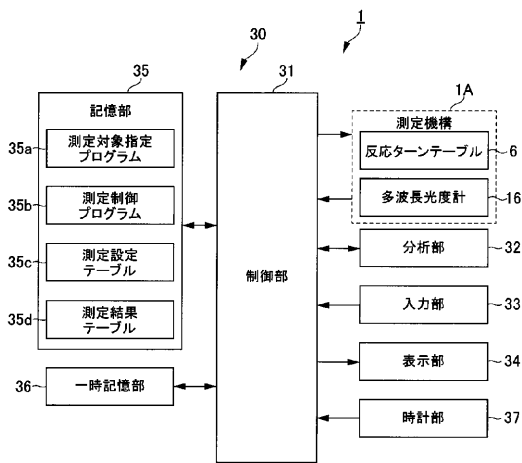 1
30
35
31
1A
記憶部
35a
測定対象指定
プログラム
35b
測定制御
プログラム
35c
測定設定
テーブル
35d
測定結果
テーブル
36
一時記憶部
制御部
測定機構
反応ターンテーブル
6
多波長光度計
16
分析部
32
入力部
33
表示部
34
時計部
37